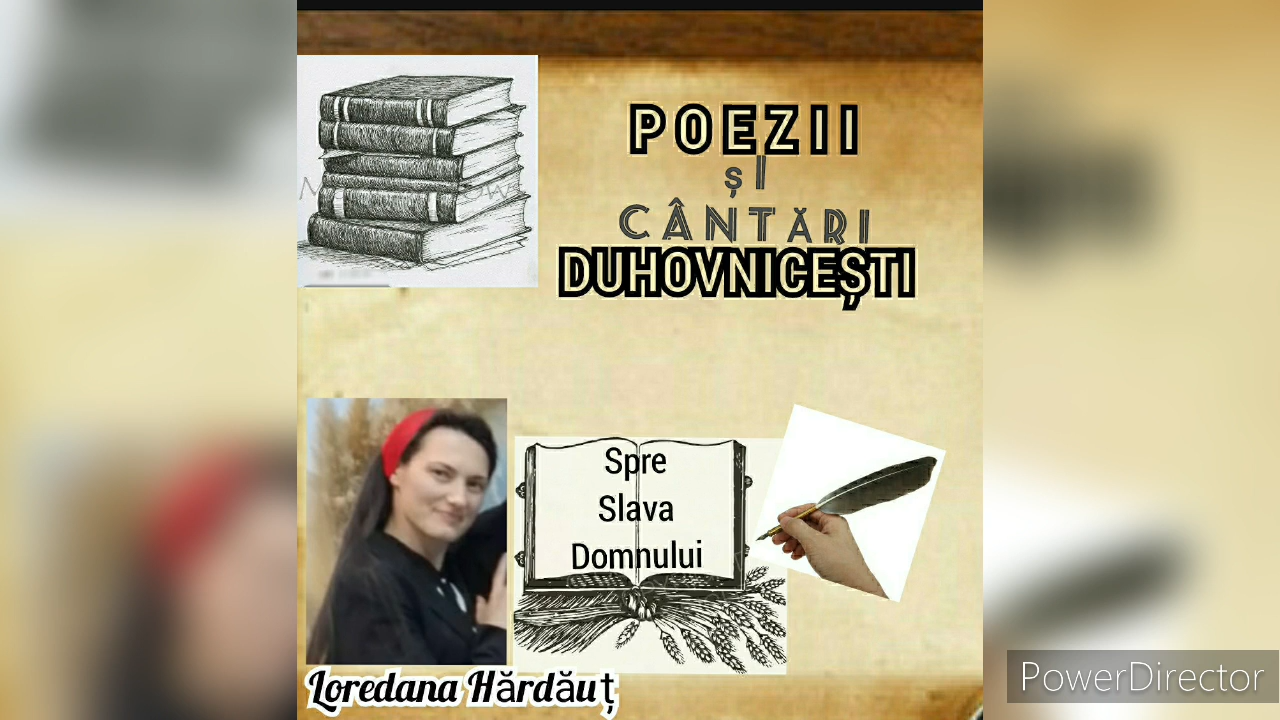 POEZII
șI
CÂNTĂRI
DUHOVNICEȘTI
Spre
Slava
Domnului
Loredana Hărdăuț
PowerDirector